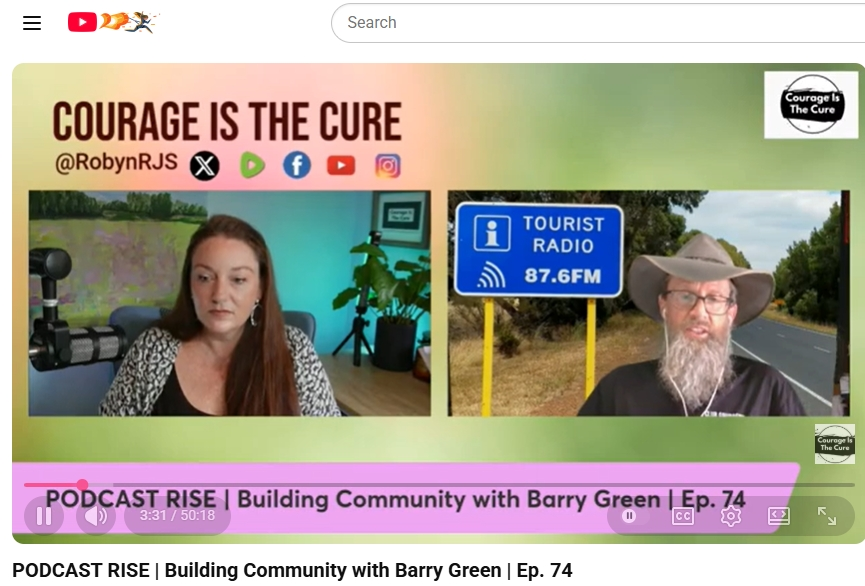 Search
COURAGE IS THE CURE
Courage Is
The Cure
@RobynRJS
TOURIST
RADIO
87.6FM
Courage Is
The Cure
PODCAST RISE | Building Community with Barry Green | Ep. 74
3:31 / 50:18
CC
PODCAST RISE | Building Community with Barry Green | Ep. 74